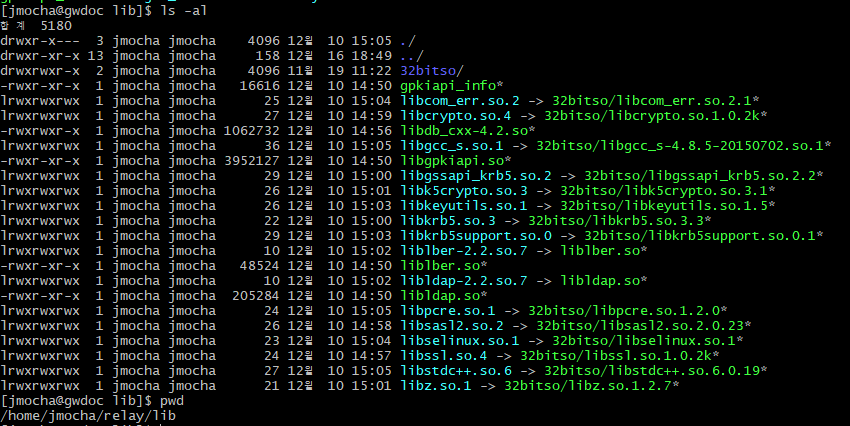 [jmocha@gwdoc lib]$ ls -al
합계 5180
drwxr-x--- 3 jmocha jmocha 4096 12월 10 15:05 ./
drwxr-xr-x 13 jmocha jmocha 158 12월 16 18:49 ../
drwxr-xr-x 2 jmocha jmocha 4096 11월 19 11:22 32bitso/
-rwxr-xr-x 1 jmocha jmocha 16616 12월 10 14:50 gpkiapi_info*
lrwxrwxrwx 1 jmocha jmocha 25 12월 10 15:04 libcom_err.so.2 -> 32bitso/libcom_err.so.2.1*
lrwxrwxrwx 1 jmocha jmocha 27 12월 10 14:59 libcrypto.so.4 -> 32bitso/libcrypto.so.1.0.2k*
-rwxr-xr-x 1 jmocha jmocha 1062732 12월 10 14:56 libdb_cxx-4.2.so*
lrwxrwxrwx 1 jmocha jmocha 36 12월 10 15:05 libgcc_s.so.1 -> 32bitso/libgcc_s-4.8.5-20150702.so.1*
-rwxr-xr-x 1 jmocha jmocha 3952127 12월 10 14:50 libgpkiapi.so*
lrwxrwxrwx 1 jmocha jmocha 29 12월 10 15:00 libgssapi_krb5.so.2 -> 32bitso/libgssapi_krb5.so.2.2*
lrwxrwxrwx 1 jmocha jmocha 26 12월 10 15:01 libk5crypto.so.3 -> 32bitso/libk5crypto.so.3.1*
lrwxrwxrwx 1 jmocha jmocha 26 12월 10 15:03 libkeyutils.so.1 -> 32bitso/libkeyutils.so.1.5*
lrwxrwxrwx 1 jmocha jmocha 22 12월 10 15:00 libkrb5.so.3 -> 32bitso/libkrb5.so.3.3*
lrwxrwxrwx 1 jmocha jmocha 29 12월 10 15:03 libkrb5support.so.0 -> 32bitso/libkrb5support.so.0.1*
lrwxrwxrwx 1 jmocha jmocha 10 12월 10 15:02 liblber-2.2.so.7 -> liblber.so*
-rwxr-xr-x 1 jmocha jmocha 48524 12월 10 14:50 liblber.so*
lrwxrwxrwx 1 jmocha jmocha 10 12월 10 15:02 libldap-2.2.so.7 -> libldap.so*
-rwxr-xr-x 1 jmocha jmocha 205284 12월 10 14:50 libldap.so*
lrwxrwxrwx 1 jmocha jmocha 24 12월 10 15:05 libpcre.so.1 -> 32bitso/libpcre.so.1.2.0*
lrwxrwxrwx 1 jmocha jmocha 26 12월 10 14:58 libsasl2.so.2 -> 32bitso/libsasl2.so.2.0.23*
lrwxrwxrwx 1 jmocha jmocha 23 12월 10 15:04 libselinux.so.1 -> 32bitso/libselinux.so.1*
lrwxrwxrwx 1 jmocha jmocha 24 12월 10 14:57 libssl.so.4 -> 32bitso/libssl.so.1.0.2k*
lrwxrwxrwx 1 jmocha jmocha 27 12월 10 15:05 libstdc++.so.6 -> 32bitso/libstdc++.so.6.0.19*
lrwxrwxrwx 1 jmocha jmocha 21 12월 10 15:01 libz.so.1 -> 32bitso/libz.so.1.2.7*
[jmocha@gwdoc lib]$ pwd
/home/jmocha/relay/lib